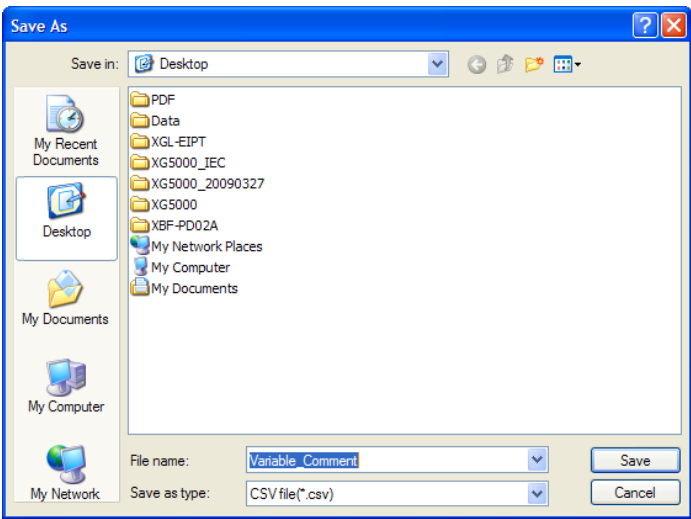 Save As
Save in: Desktop
My Recent
Documents
Desktop
My Documents
My Computer
My Network
PDF
Data
XGL-EIPT
XG5000_IEC
XG5000_20090327
XG5000
XBF-PD02A
My Network Places
My Computer
My Documents
File name: Variable_Comment
Save
Save as type: CSV file(*.csv)
Cancel